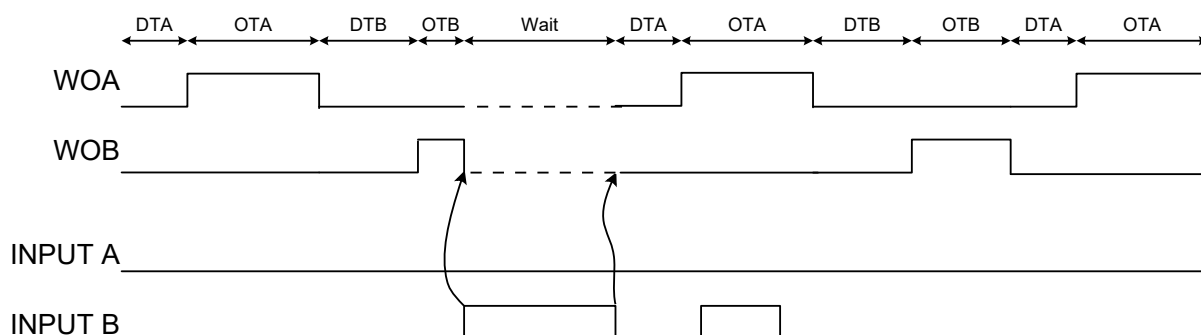 DTA OTA DTB OTB Wait DTA OTA DTB OTB DTA OTA
WOA
WOB
INPUT A
INPUT B